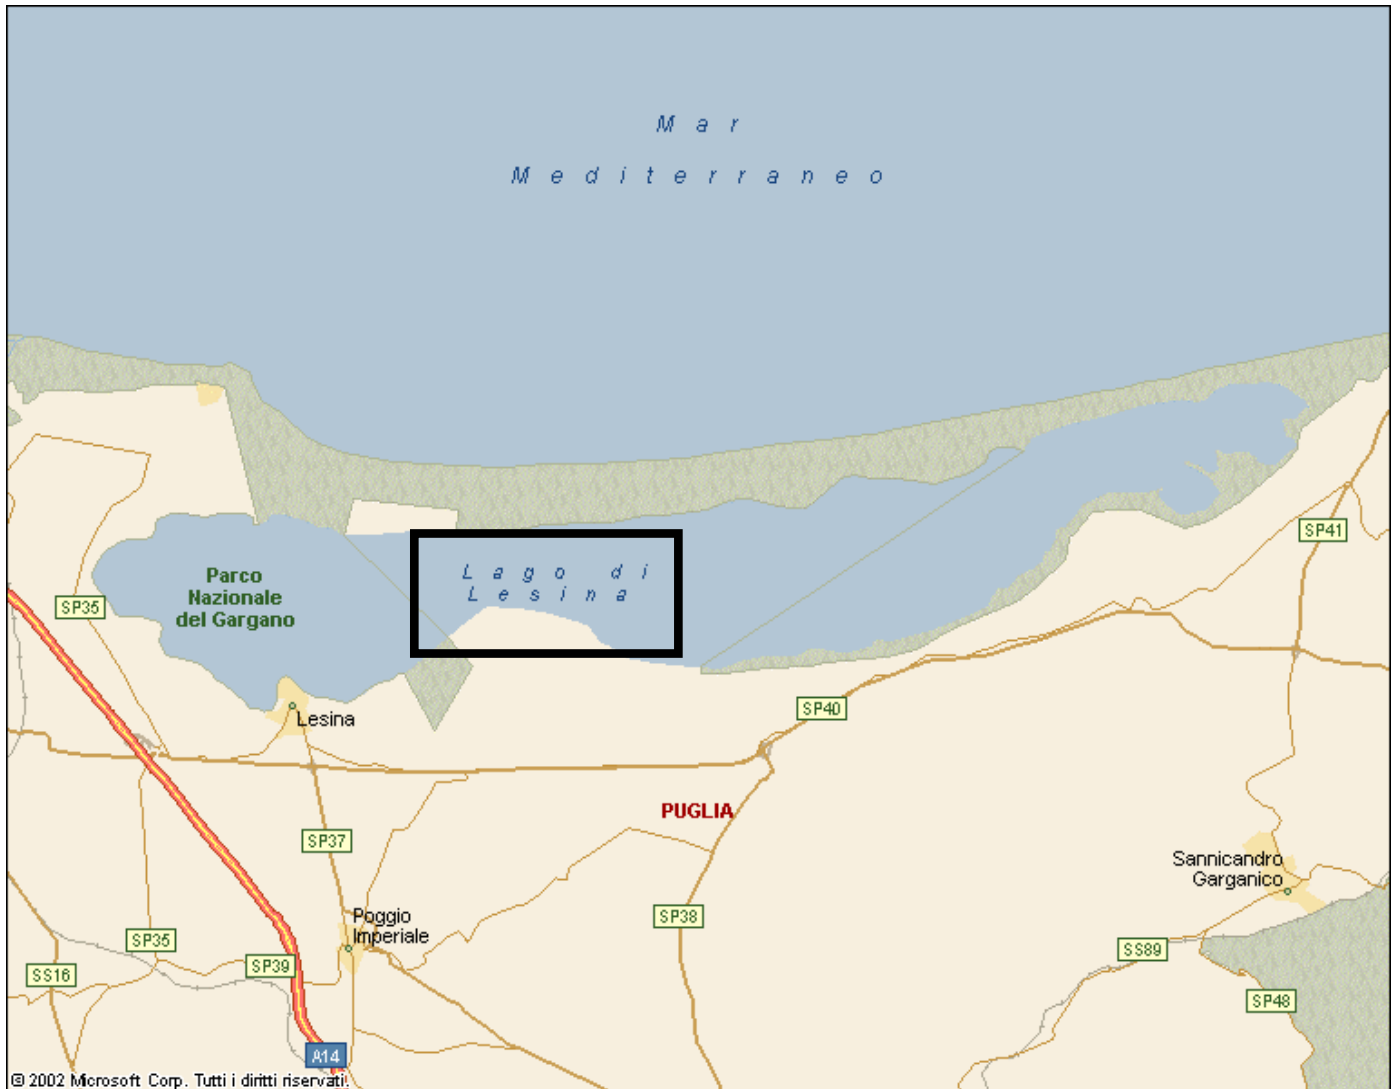 Mar
Mediterraneo
Lago di
Lesina
Parco
Nazionale
del Gargano
SP41
SP35
Lesina
SP40
PUGLIA
SP37
Sannicandro
Garganico
Poggio
Imperiale
SP38
SP35
SS89
SP39
SS16
SP48
A14
© 2002 Microsoft Corp. Tutti i diritti riservati.